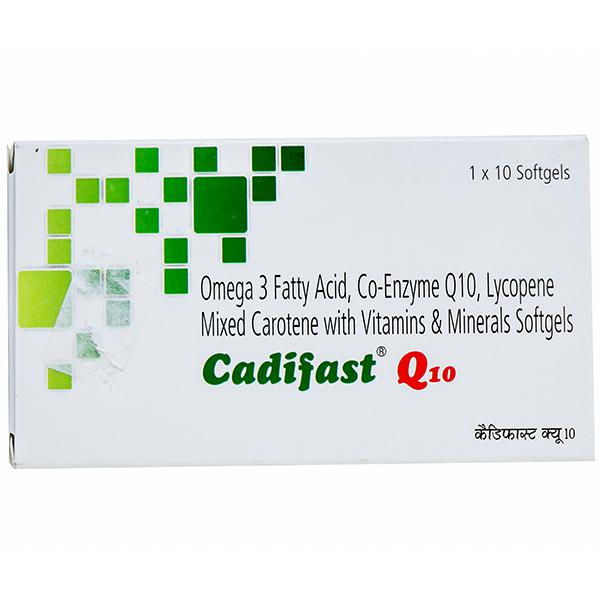 1 x 10 Softgels
Omega 3 Fatty Acid, Co-Enzyme Q10, Lycopene
Mixed Carotene with Vitamins & Minerals Softgels
Cadifast® Q10
कैडिफास्ट क्यू 10